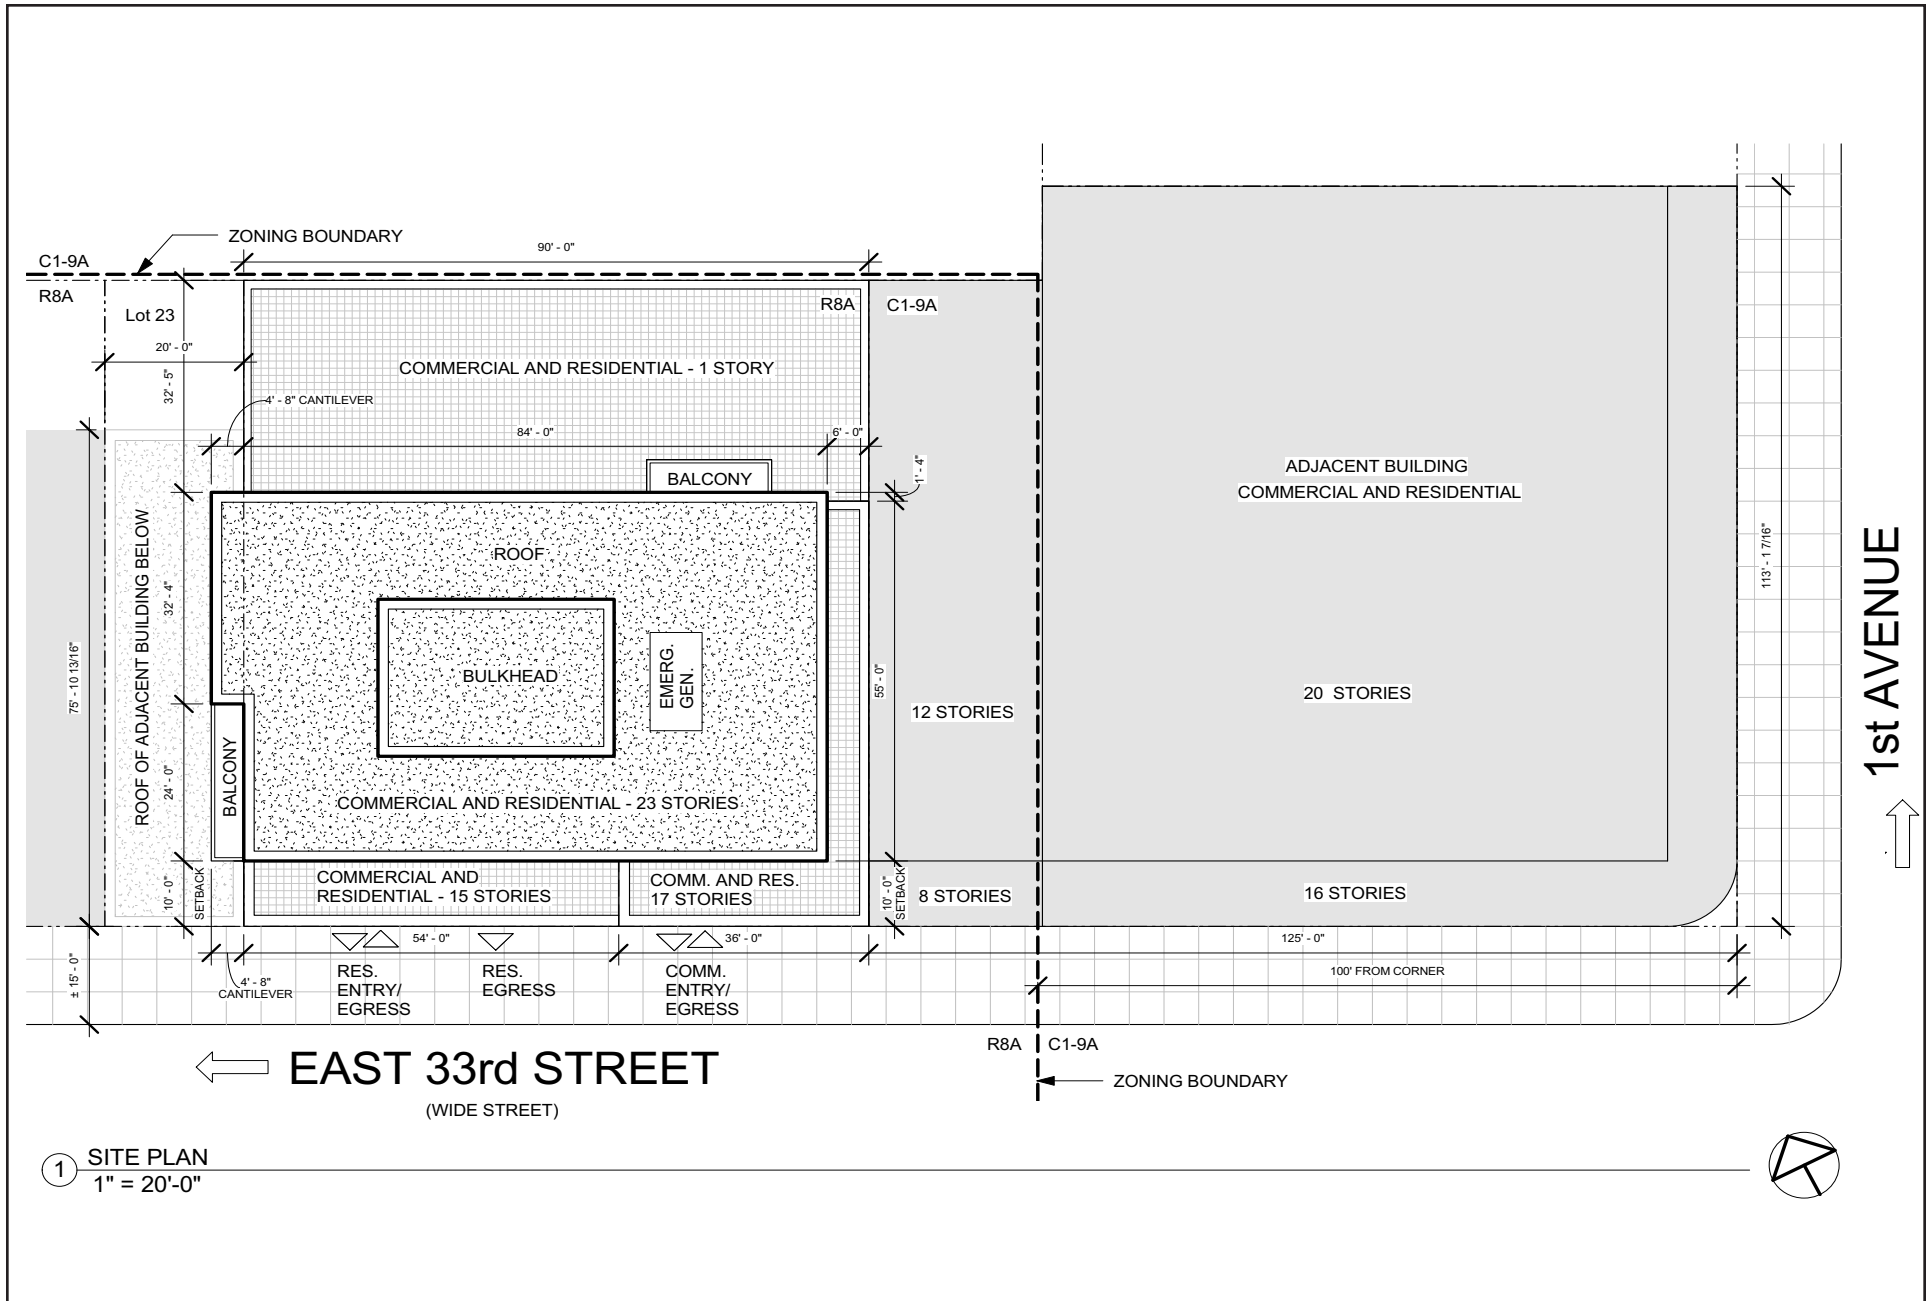 ZONING BOUNDARY
90' - 0"
C1-9A
R8A
Lot 23
R8A
C1-9A
20' - 0"
32' - 5"
COMMERCIAL AND RESIDENTIAL - 1 STORY
4' - 8" CANTILEVER
84' - 0"
6' - 0"
1' - 4"
BALCONY
ADJACENT BUILDING
COMMERCIAL AND RESIDENTIAL
ROOF OF ADJACENT BUILDING BELOW
ROOF
32' - 4"
113' - 1 7/16"
1st AVENUE
75' - 10 13/16"
BULKHEAD
EMERG.
GEN.
55' - 0"
12 STORIES
20 STORIES
24' - 0"
BALCONY
COMMERCIAL AND RESIDENTIAL - 23 STORIES
10' - 0"
SETBACK
COMMERCIAL AND
RESIDENTIAL - 15 STORIES
COMM. AND RES.
17 STORIES
10' - 0"
SETBACK
8 STORIES
16 STORIES
54' - 0"
36' - 0"
125' - 0"
± 15' - 0"
4' - 8"
CANTILEVER
RES.
ENTRY/
EGRESS
RES.
EGRESS
COMM.
ENTRY/
EGRESS
100' FROM CORNER
R8A
C1-9A
EAST 33rd STREET
(WIDE STREET)
ZONING BOUNDARY
1
SITE PLAN
1" = 20'-0"